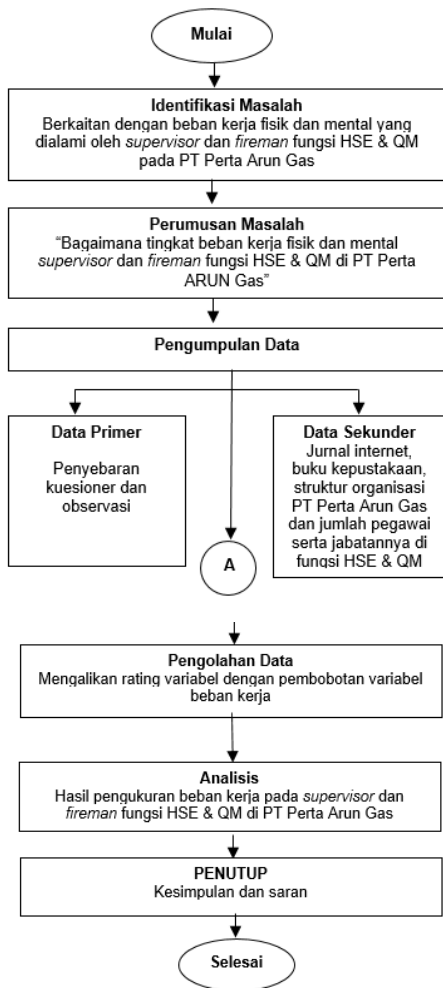 Mulai
Identifikasi Masalah
Berkaitan dengan beban kerja fisik dan mental yang
dialami oleh supervisor dan fireman fungsi HSE & QM
pada PT Perta Arun Gas
Perumusan Masalah
“Bagaimana tingkat beban kerja fisik dan mental
supervisor dan fireman fungsi HSE & QM di PT Perta
ARUN Gas”
Pengumpulan Data
Data Primer
Penyebaran
kuesioner dan
observasi
Data Sekunder
Jurnal internet,
buku kepustakaan,
struktur organisasi
PT Perta Arun Gas
dan jumlah pegawai
serta jabatannya di
fungsi HSE & QM
A
Pengolahan Data
Mengalikan rating variabel dengan pembobotan variabel
beban kerja
Analisis
Hasil pengukuran beban kerja pada supervisor dan
fireman fungsi HSE & QM di PT Perta Arun Gas
PENUTUP
Kesimpulan dan saran
Selesai